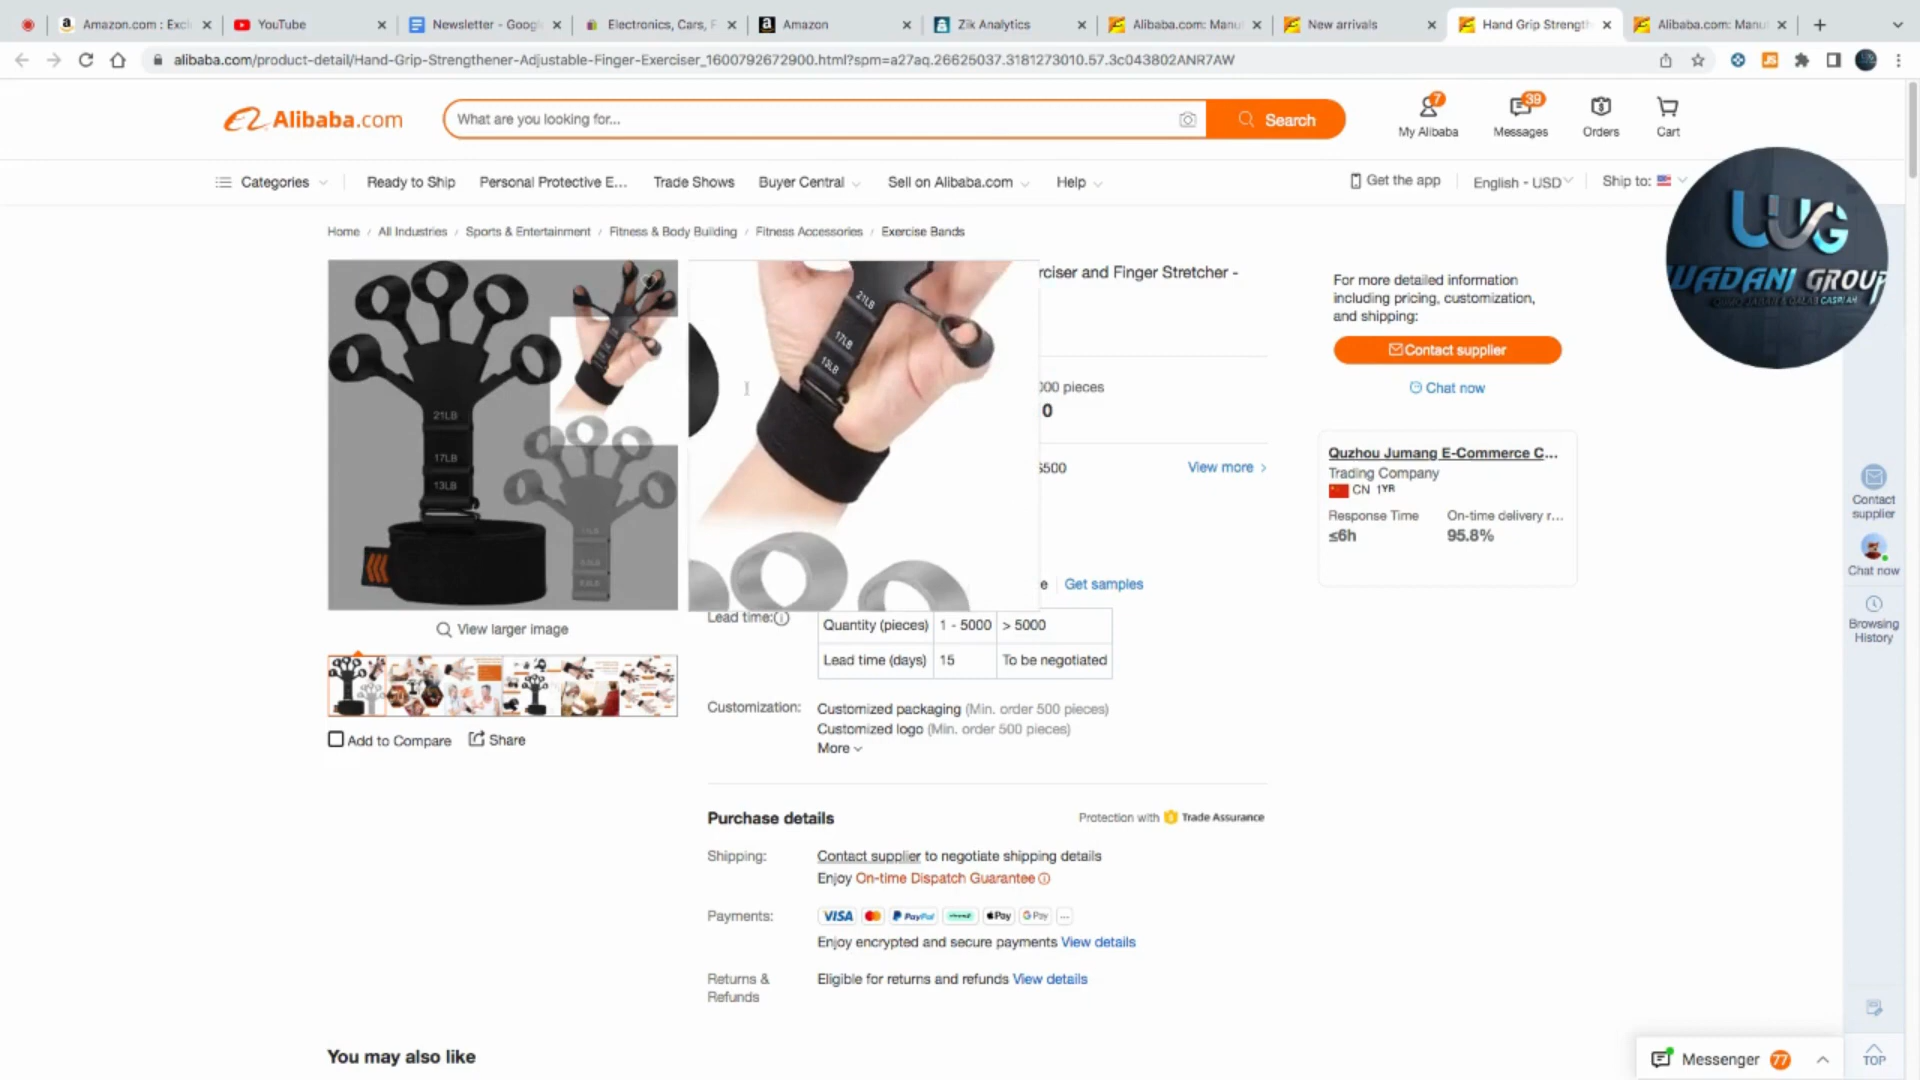 Amazon.com : Excl
YouTube
Newsletter - Googl
Electronics, Cars, F
Amazon
Zik Analytics
Alibaba.com: Manu
New arrivals
Hand Grip Strength
Alibaba.com: Manu
alibaba.com/product-detail/Hand-Grip-Strengthener-Adjustable-Finger-Exerciser_1600792672900.html?spm=a27aq.26625037.3181273010.57.3c043802ANR7AW
JS
Alibaba.com
What are you looking for...
Search
7
My Alibaba
39
Messages
Orders
Cart
Categories
Ready to Ship
Personal Protective E...
Trade Shows
Buyer Central
Sell on Alibaba.com
Help
Get the app
English - USD
Ship to:
WADANI GROUP
Home / All Industries / Sports & Entertainment / Fitness & Body Building / Fitness Accessories / Exercise Bands
21LB
17LB
13LB
21LB
17LB
13LB
rciser and Finger Stretcher -
000 pieces
0
$500
View more >
e
Get samples
For more detailed information
including pricing, customization,
and shipping:
Contact supplier
Chat now
Quzhou Jumang E-Commerce C...
Trading Company
CN 1YR
Response Time
On-time delivery r...
≤6h
95.8%
Contact
supplier
Chat now
Browsing
History
View larger image
Add to Compare
Share
Lead time:
Quantity (pieces) 1 - 5000 > 5000
Lead time (days) 15 To be negotiated
Customization:
Customized packaging (Min. order 500 pieces)
Customized logo (Min. order 500 pieces)
More
Purchase details
Protection with Trade Assurance
Shipping:
Contact supplier to negotiate shipping details
Enjoy On-time Dispatch Guarantee
Payments:
VISA
PayPal
Pay
G Pay
...
Enjoy encrypted and secure payments View details
Returns &
Refunds
Eligible for returns and refunds View details
You may also like
Messenger 77
TOP